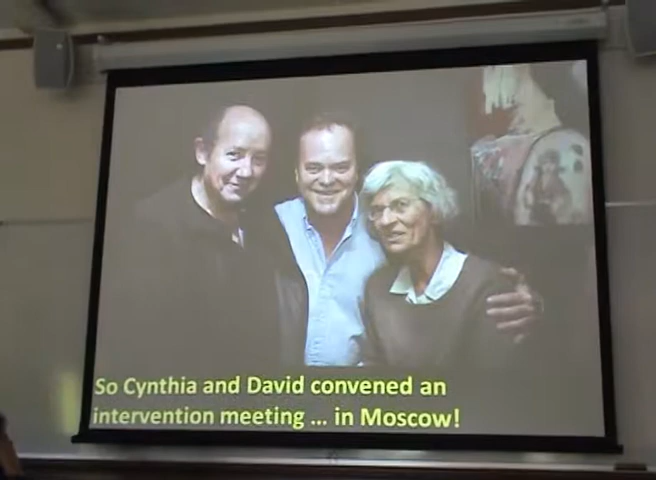 So Cynthia and David convened an
intervention meeting ... in Moscow!